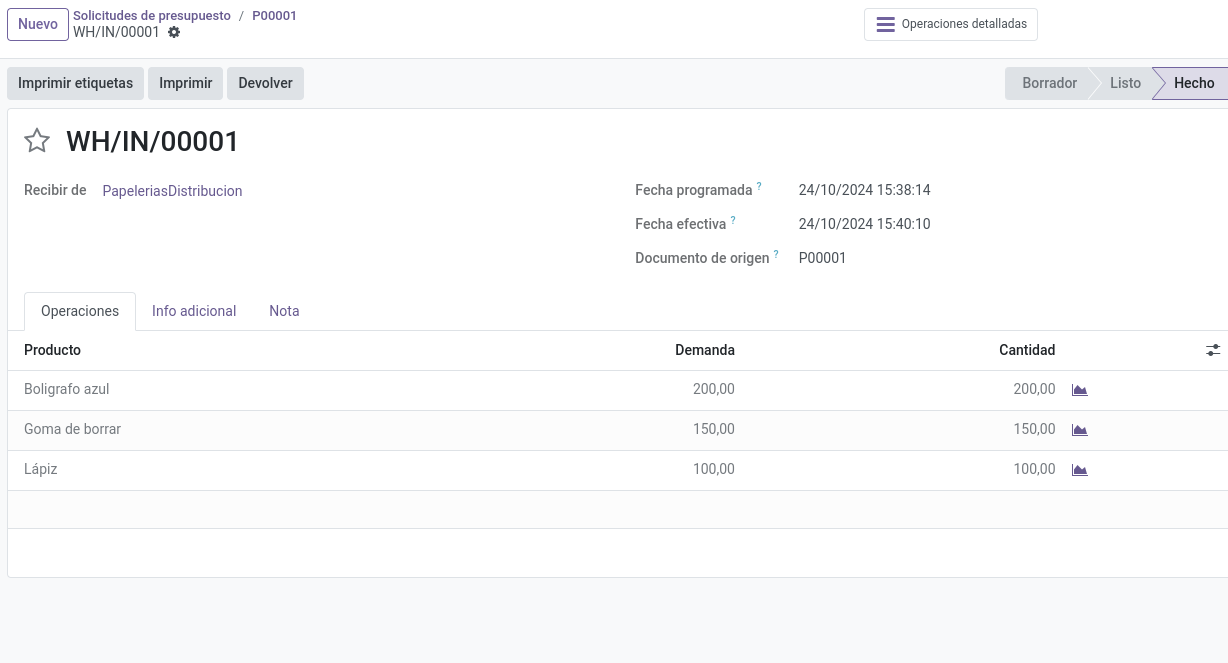 Nuevo
Solicitudes de presupuesto / P00001
WH/IN/00001
Operaciones detalladas
Imprimir etiquetas Imprimir Devolver
Borrador Listo Hecho
WH/IN/00001
Recibir de PapeleriasDistribucion
Fecha programada ? 24/10/2024 15:38:14
Fecha efectiva ? 24/10/2024 15:40:10
Documento de origen ? P00001
Operaciones Info adicional Nota
Producto Demanda Cantidad
Boligrafo azul 200,00 200,00
Goma de borrar 150,00 150,00
Lápiz 100,00 100,00